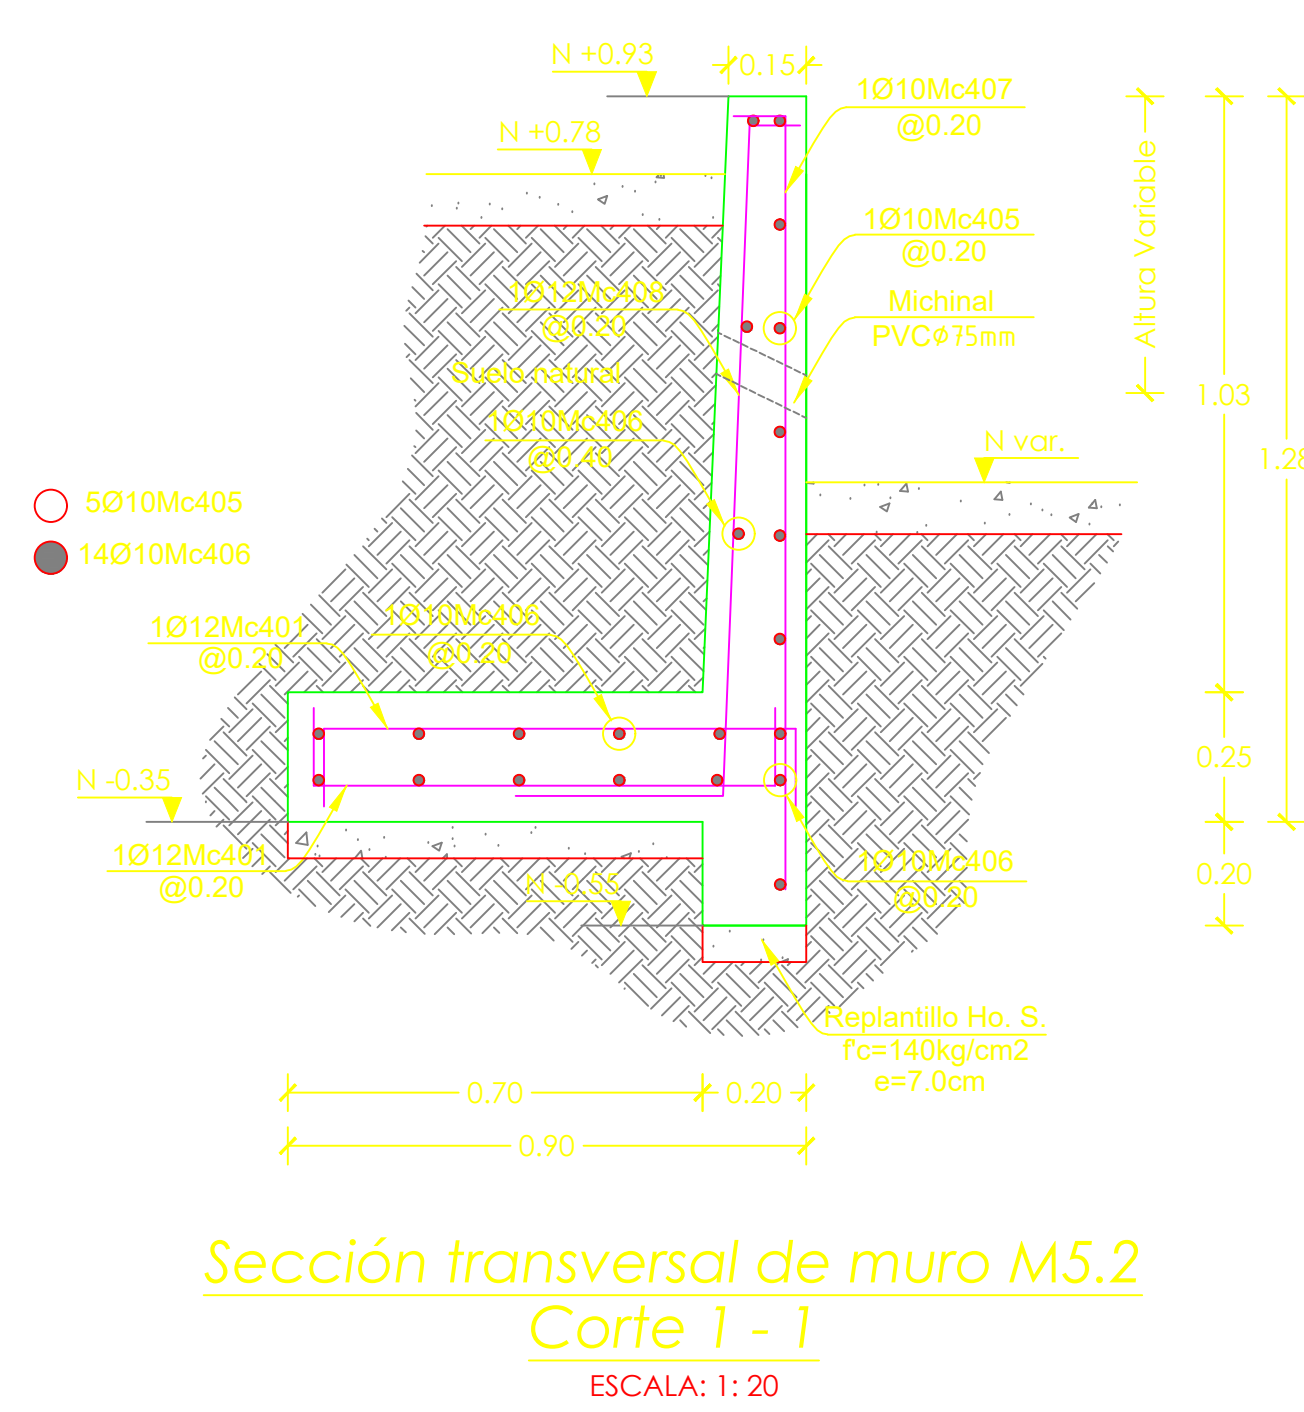 N +0.93
0.15
1Ø10Mc407
@0.20
N +0.78
Altura Variable
1Ø10Mc405
@0.20
1Ø12Mc408
@0.20
Michinal
PVCϕ75mm
Suelo natural
1.03
1Ø10Mc406
@0.40
N var.
1.28
5Ø10Mc405
14Ø10Mc406
1Ø12Mc401
@0.20
1Ø10Mc406
@0.20
N -0.35
0.25
1Ø12Mc401
@0.20
N -0.55
1Ø10Mc406
@0.20
0.20
Replantillo Ho. S.
f'c=140kg/cm2
e=7.0cm
0.70
0.20
0.90
Sección transversal de muro M5.2
Corte 1 - 1
ESCALA: 1: 20